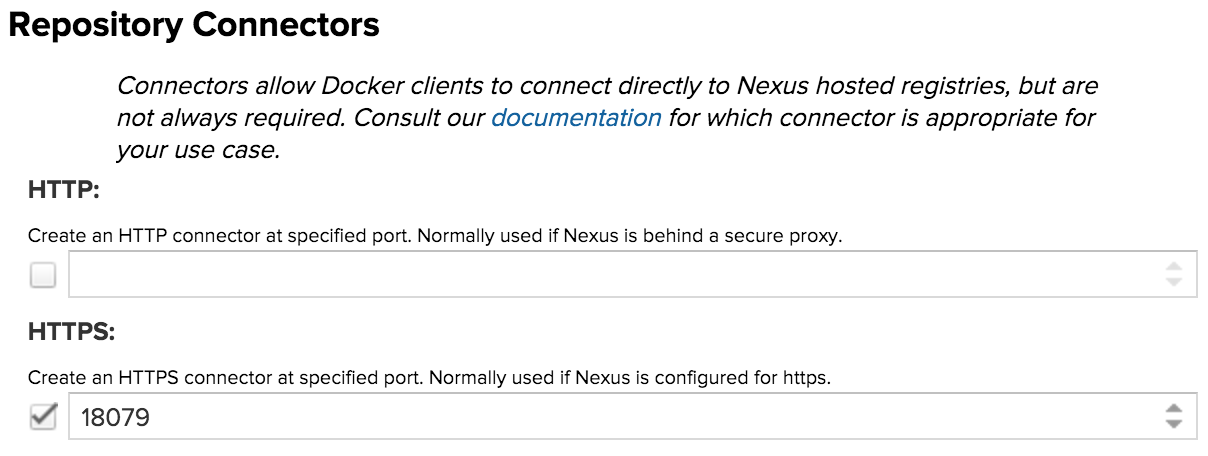 Repository Connectors
Connectors allow Docker clients to connect directly to Nexus hosted registries, but are
not always required. Consult our documentation for which connector is appropriate for
your use case.
HTTP:
Create an HTTP connector at specified port. Normally used if Nexus is behind a secure proxy.
HTTPS:
Create an HTTPS connector at specified port. Normally used if Nexus is configured for https.
18079